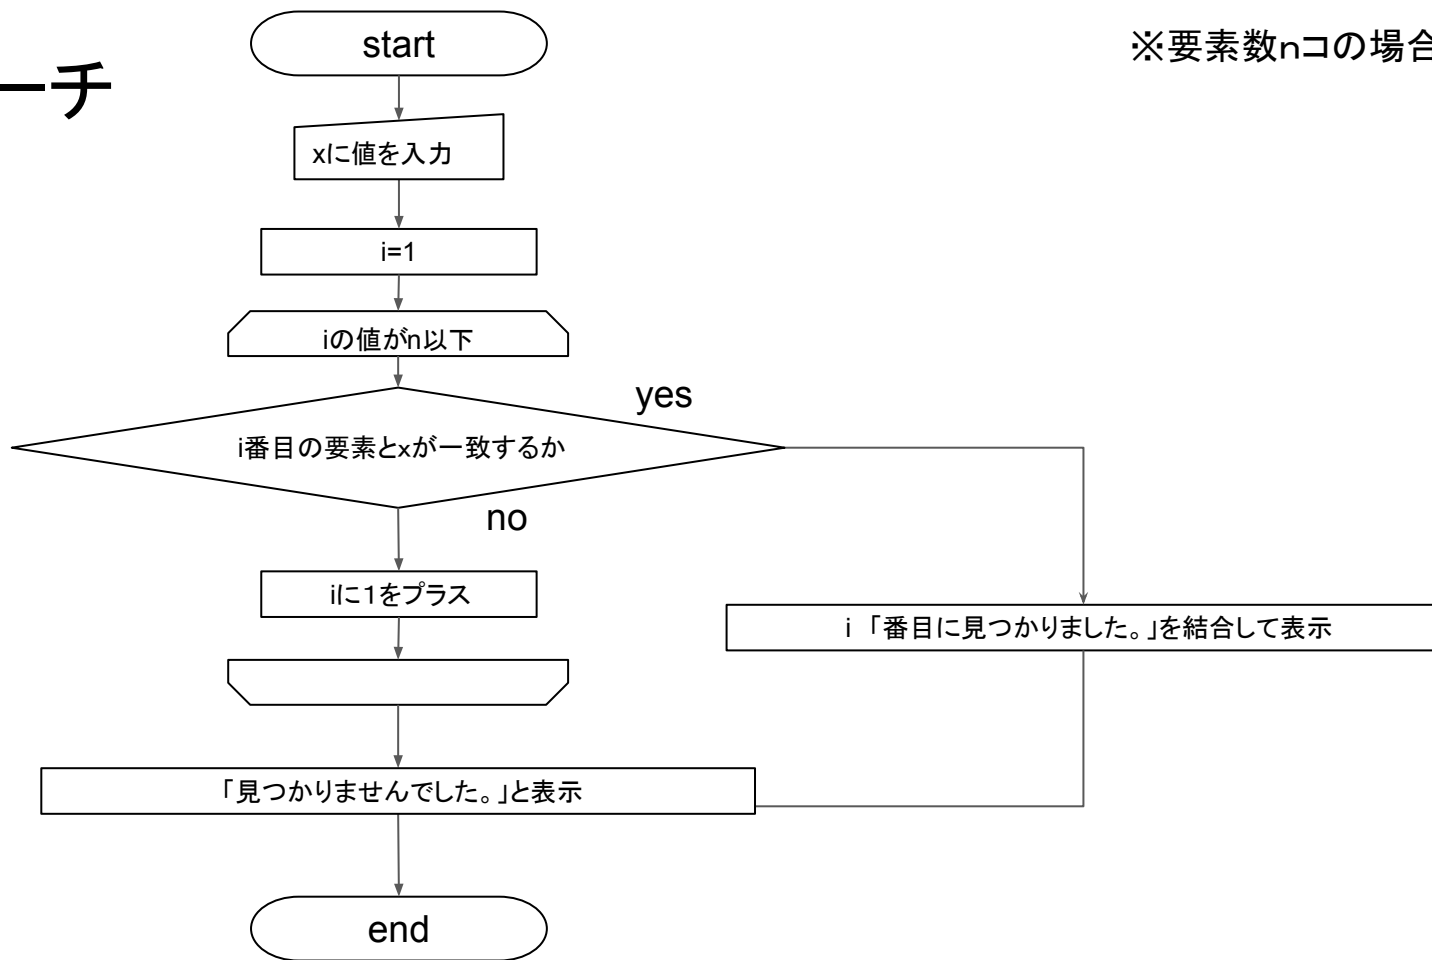 ーチ
※要素数nコの場合
start
xに値を入力
i=1
iの値がn以下
i番目の要素とxが一致するか
yes
no
iに1をプラス
i 「番目に見つかりました。」を結合して表示
「見つかりませんでした。」と表示
end